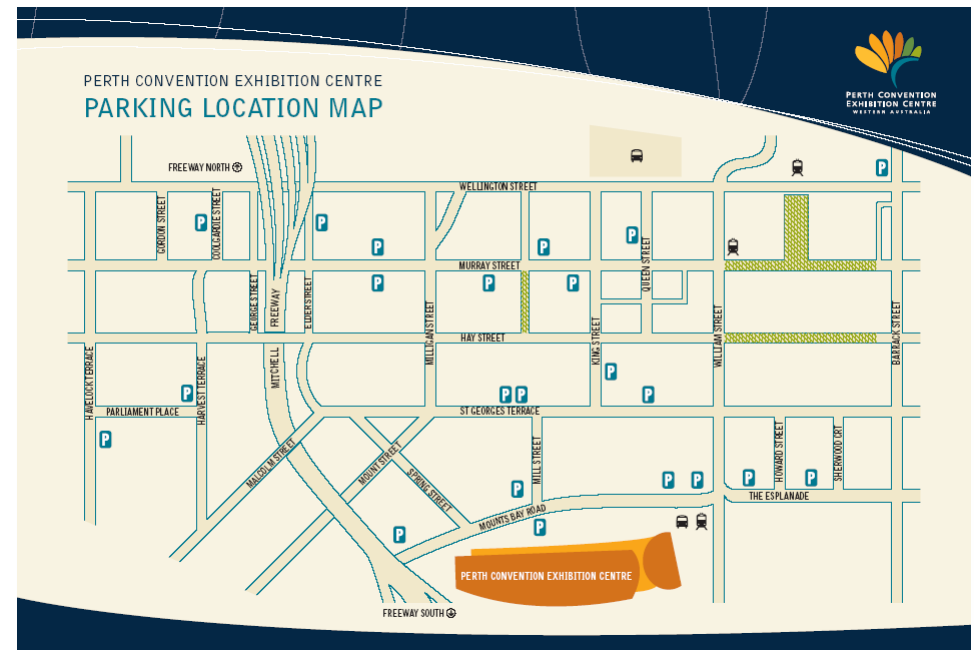 PERTH CONVENTION EXHIBITION CENTRE
PARKING LOCATION MAP
PERTH CONVENTION
EXHIBITION CENTRE
WESTERN AUSTRALIA
FREEWAY NORTH
P
WELLINGTON STREET
GORDON STREET
P
COOLGARDIE STREET
P
P
P
P
QUEEN STREET
MURRAY STREET
GEORGE STREET
FREEWAY
ELDER STREET
P
P
P
MILLIGAN STREET
HAY STREET
KING STREET
WILLIAM STREET
BARRACK STREET
HAVELOCK TERRACE
HARVEST TERRACE
MITCHELL
P
P
P
P
P
PARLIAMENT PLACE
ST GEORGES TERRACE
P
MALCOLM STREET
MOUNT STREET
SPRING STREET
MILL STREET
HOWARD STREET
SHERWOOD CRT
P
P
P
P
P
THE ESPLANADE
MOUNTS BAY ROAD
P
P
PERTH CONVENTION EXHIBITION CENTRE
FREEWAY SOUTH